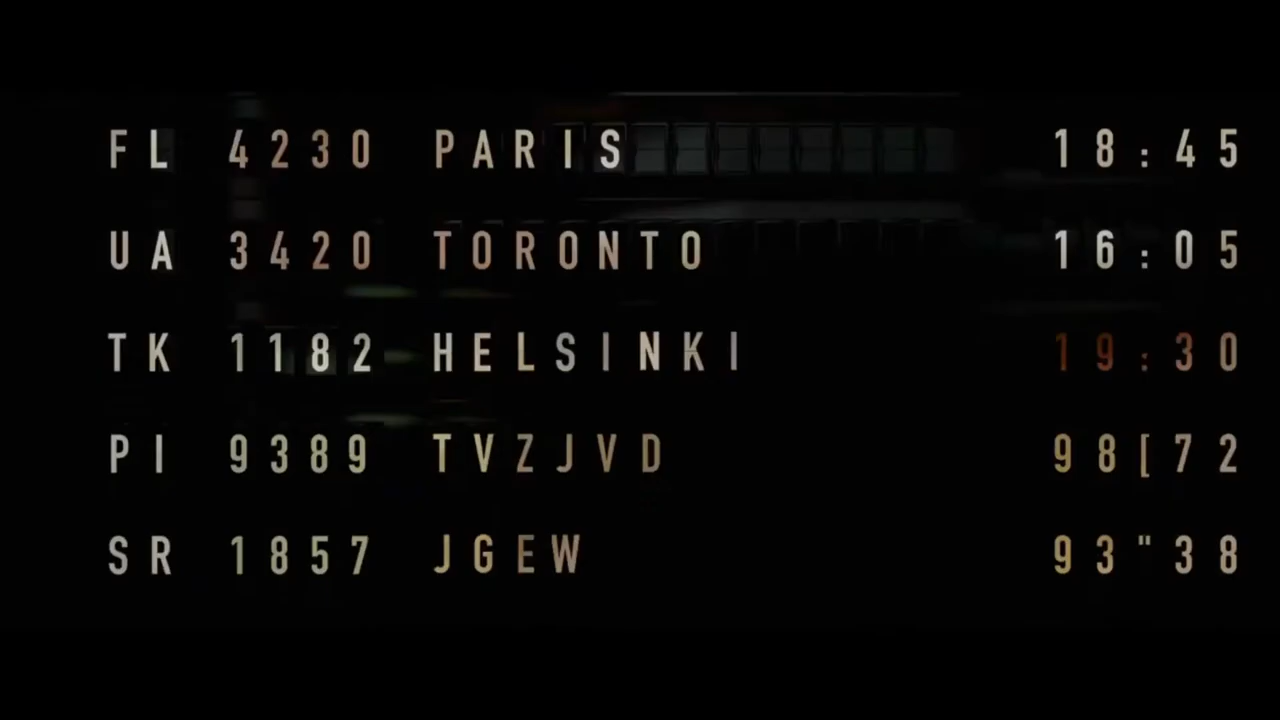 FL 4230 PARIS 18:45
UA 3420 TORONTO 16:05
TK 1182 HELSINKI 19:30
PI 9389 TVZJVD 98[72
SR 1857 JGEW 93"38